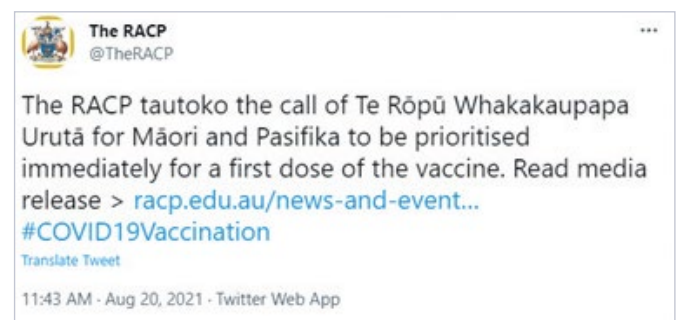 The RACP
@TheRACP
The RACP tautoko the call of Te Rōpū Whakakaupapa
Urutā for Māori and Pasifika to be prioritised
immediately for a first dose of the vaccine. Read media
release > racp.edu.au/news-and-event...
#COVID19Vaccination
Translate Tweet
11:43 AM · Aug 20, 2021 · Twitter Web App